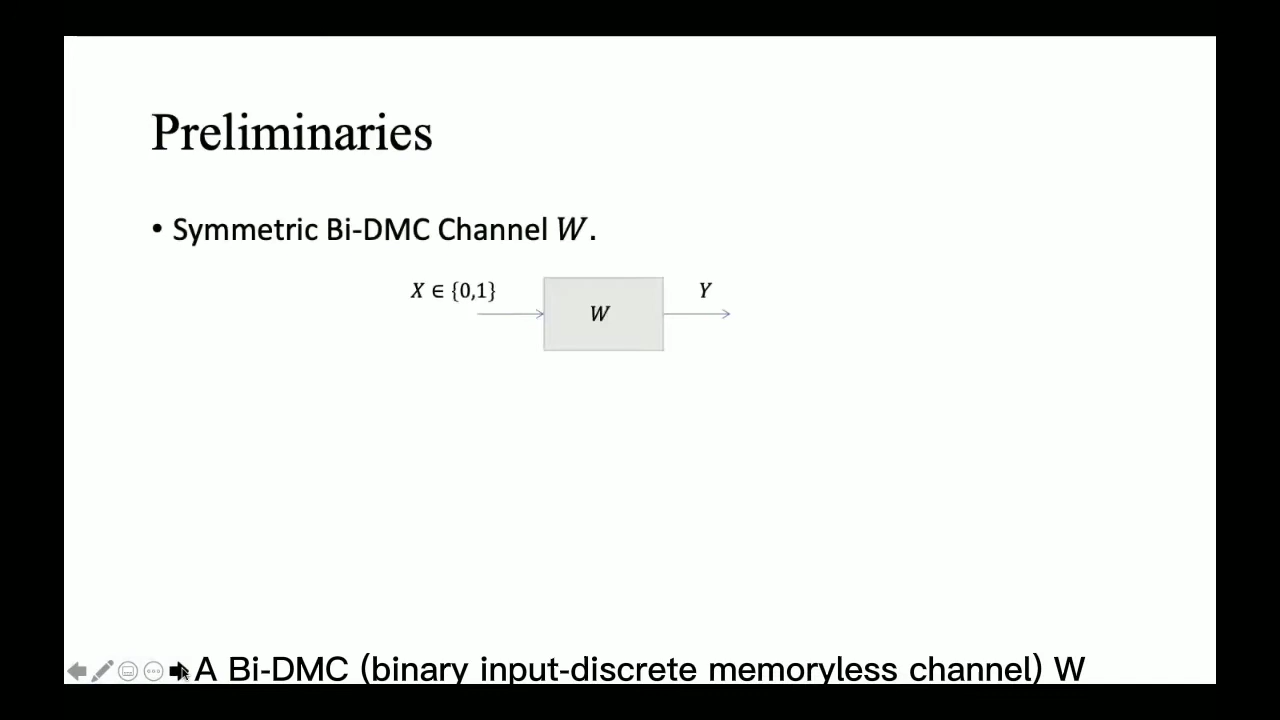 Preliminaries
• Symmetric Bi-DMC Channel W.
X ∈ {0,1}
W
Y
A Bi-DMC (binary input-discrete memoryless channel) W